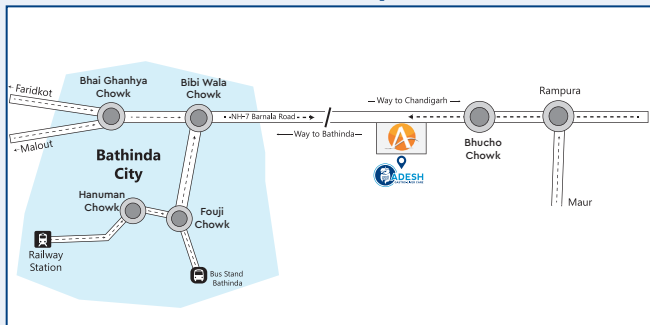 Faridkot
Bhai Ghanhya
Chowk
Bibi Wala
Chowk
NH-7 Barnala Road
Way to Chandigarh
Way to Bathinda
Rampura
Bhucho
Chowk
Malout
Bathinda
City
Hanuman
Chowk
Fouji
Chowk
ADESH
Maur
Railway
Station
Bus Stand
Bathinda